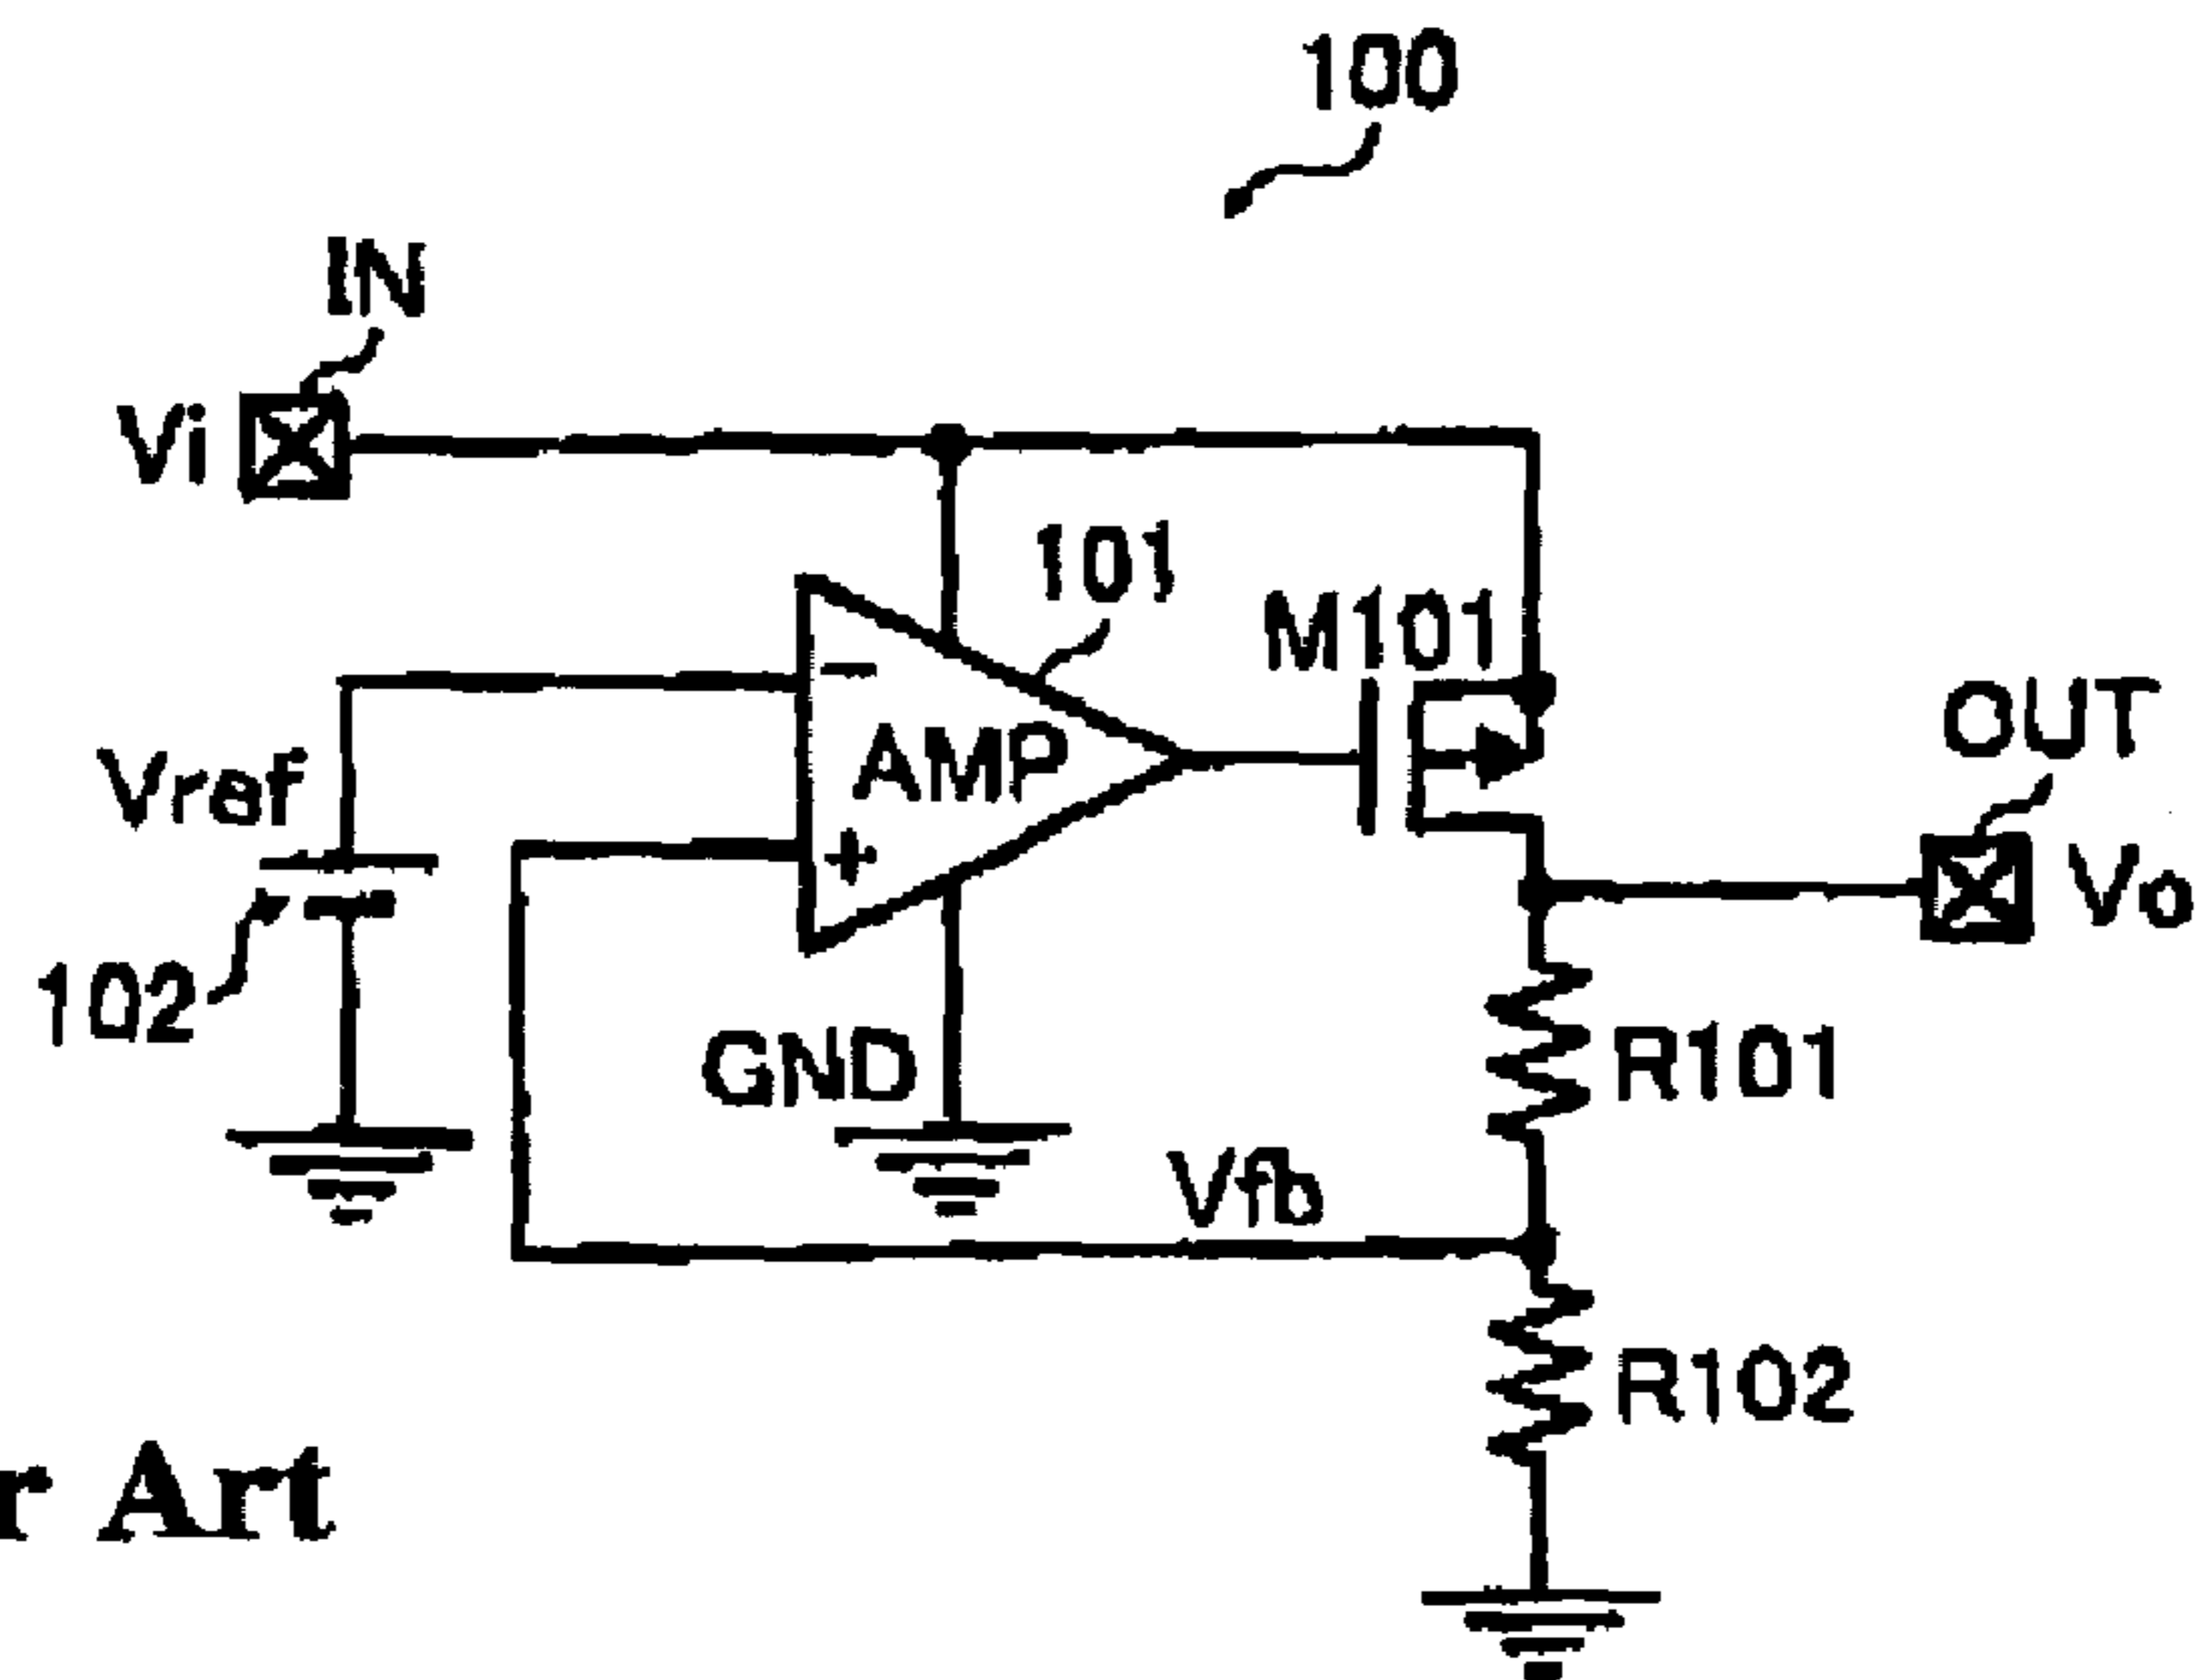 100
IN
Vi
101
M101
OUT
-
AMP
Vref
+
Vo
102
GND
R101
Vfb
R102
r Art